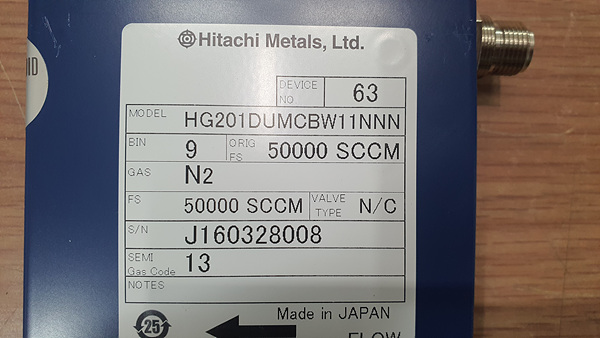 Hitachi Metals, Ltd.
DEVICE NO 63
MODEL HG201DUMCBW11NNN
BIN 9 ORIG FS 50000 SCCM
GAS N2
FS 50000 SCCM VALVE TYPE N/C
S/N J160328008
SEMI Gas Code 13
NOTES
Made in JAPAN
25 FLOW